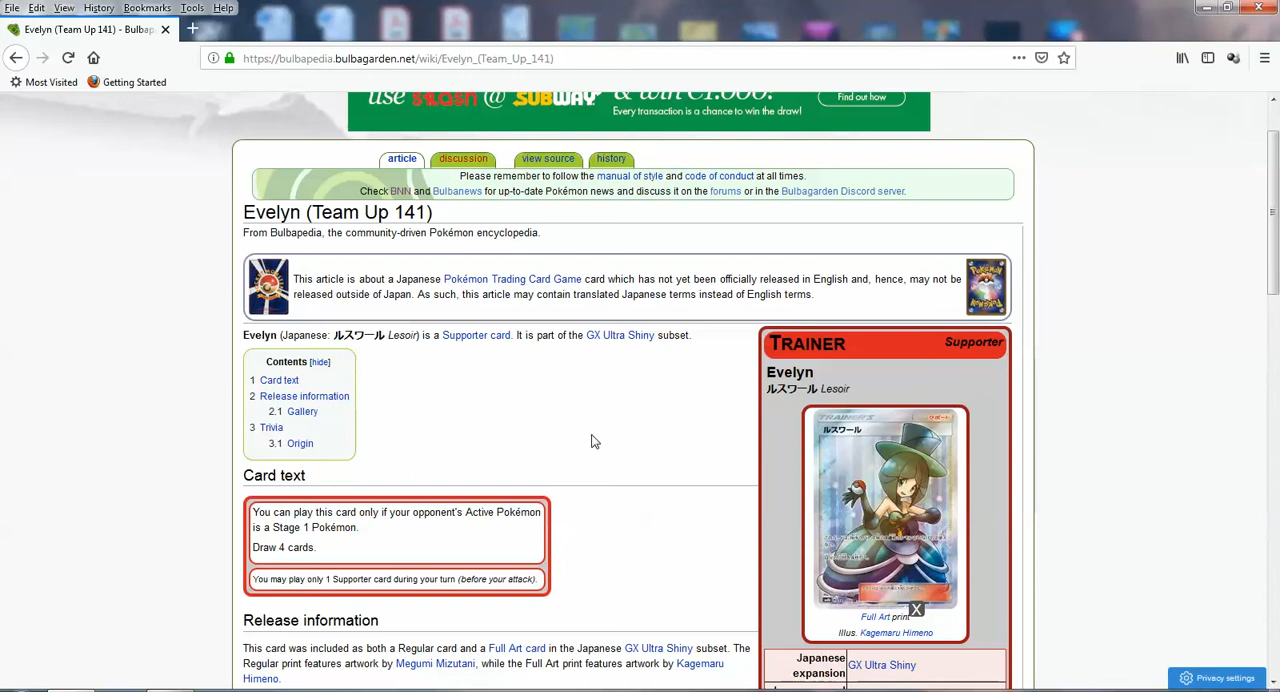 File Edit View History Bookmarks Tools Help
Evelyn (Team Up 141) - Bulbap
https://bulbapedia.bulbagarden.net/wiki/Evelyn_(Team_Up_141)
Most Visited Getting Started
use SPLASH @ SUBWAY & win €1,000!
Every transaction is a chance to win the draw!
Find out how
article discussion view source history
Please remember to follow the manual of style and code of conduct at all times.
Check BNN and Bulbanews for up-to-date Pokémon news and discuss it on the forums or in the Bulbagarden Discord server.
Evelyn (Team Up 141)
From Bulbapedia, the community-driven Pokémon encyclopedia.
This article is about a Japanese Pokémon Trading Card Game card which has not yet been officially released in English and, hence, may not be
released outside of Japan. As such, this article may contain translated Japanese terms instead of English terms.
Evelyn (Japanese: ルスワール Lesoir) is a Supporter card. It is part of the GX Ultra Shiny subset.
Contents [hide]
1 Card text
2 Release information
2.1 Gallery
3 Trivia
3.1 Origin
Card text
You can play this card only if your opponent's Active Pokémon
is a Stage 1 Pokémon.
Draw 4 cards.
You may play only 1 Supporter card during your turn (before your attack).
Release information
This card was included as both a Regular card and a Full Art card in the Japanese GX Ultra Shiny subset. The
Regular print features artwork by Megumi Mizutani, while the Full Art print features artwork by Kagemaru
Himeno.
TRAINER Supporter
Evelyn
ルスワール Lesoir
TRAINER'S サポート
ルスワール
X
Full Art print
Illus. Kagemaru Himeno
Japanese
expansion
GX Ultra Shiny
Privacy settings